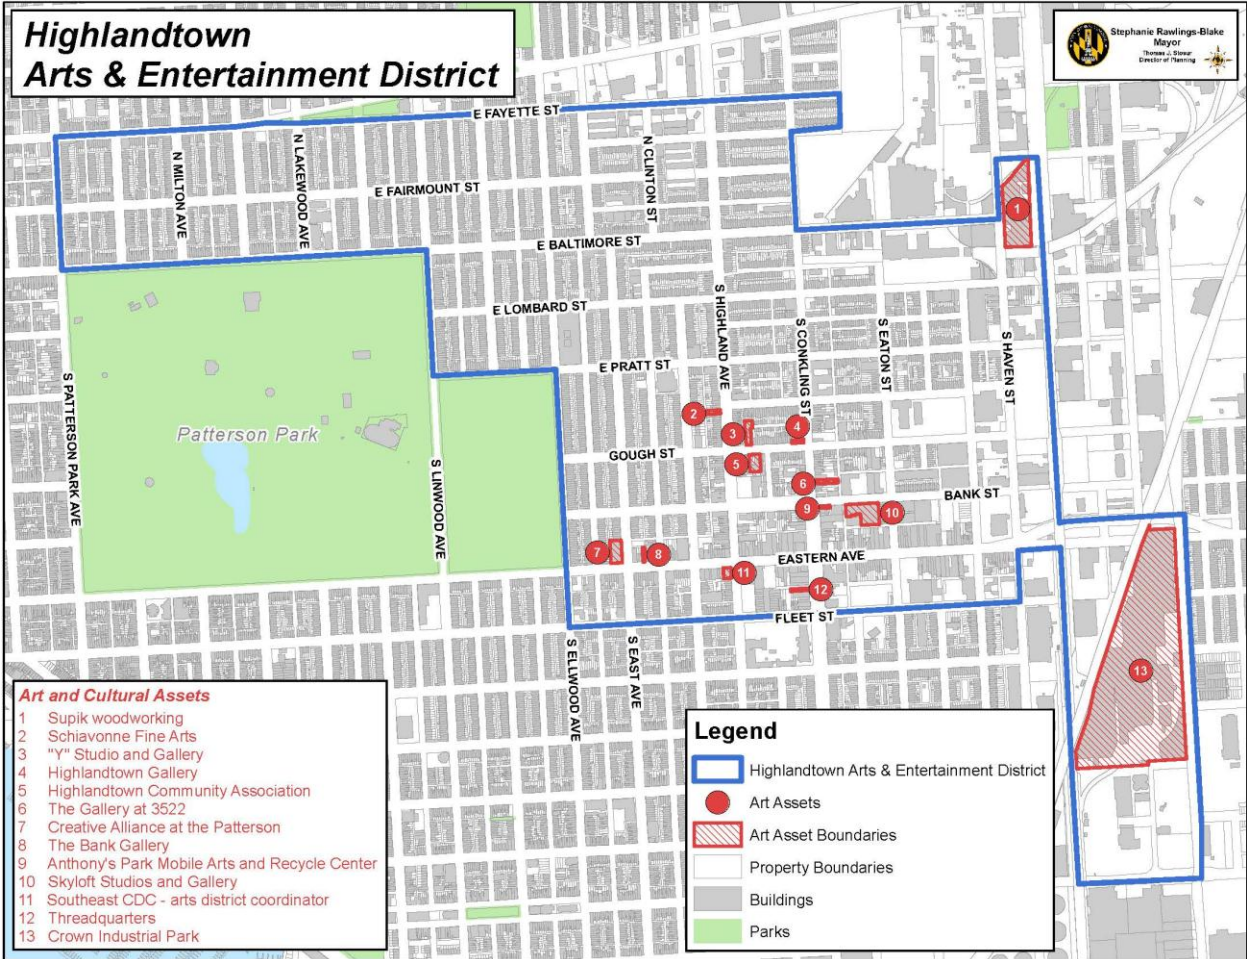 Highlandtown
Arts & Entertainment District
Stephanie Rawlings-Blake
Mayor
Thomas J. Stosur
Director of Planning
E FAYETTE ST
N MILTON AVE
N LAKEWOOD AVE
N CLINTON ST
E FAIRMOUNT ST
1
E BALTIMORE ST
E LOMBARD ST
S HIGHLAND AVE
S CONKLING ST
S EATON ST
S HAVEN ST
E PRATT ST
S PATTERSON PARK AVE
Patterson Park
S LINWOOD AVE
2
3
4
GOUGH ST
5
6
BANK ST
9
10
7
8
EASTERN AVE
11
12
FLEET ST
S ELLWOOD AVE
S EAST AVE
13
Art and Cultural Assets
1 Supik woodworking
2 Schiavonne Fine Arts
3 "Y" Studio and Gallery
4 Highlandtown Gallery
5 Highlandtown Community Association
6 The Gallery at 3522
7 Creative Alliance at the Patterson
8 The Bank Gallery
9 Anthony's Park Mobile Arts and Recycle Center
10 Skyloft Studios and Gallery
11 Southeast CDC - arts district coordinator
12 Threadquarters
13 Crown Industrial Park
Legend
Highlandtown Arts & Entertainment District
Art Assets
Art Asset Boundaries
Property Boundaries
Buildings
Parks